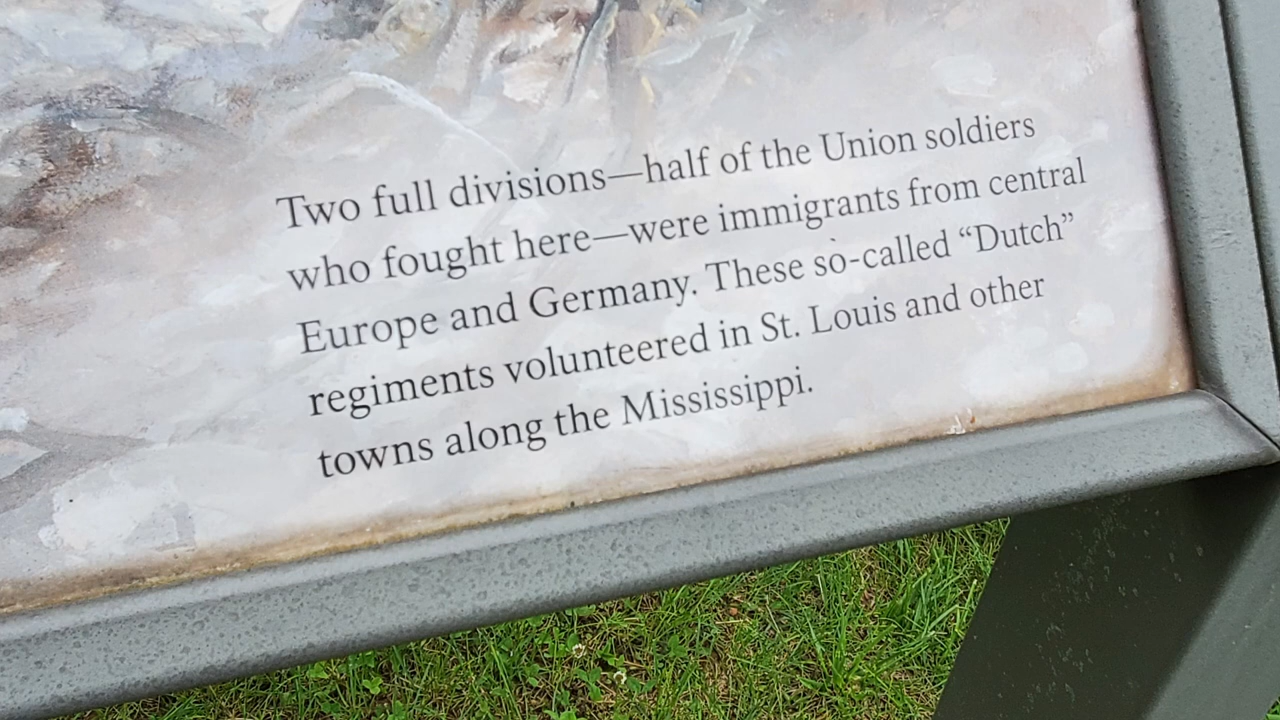 Two full divisions—half of the Union soldiers
who fought here—were immigrants from central
Europe and Germany. These so-called “Dutch”
regiments volunteered in St. Louis and other
towns along the Mississippi.